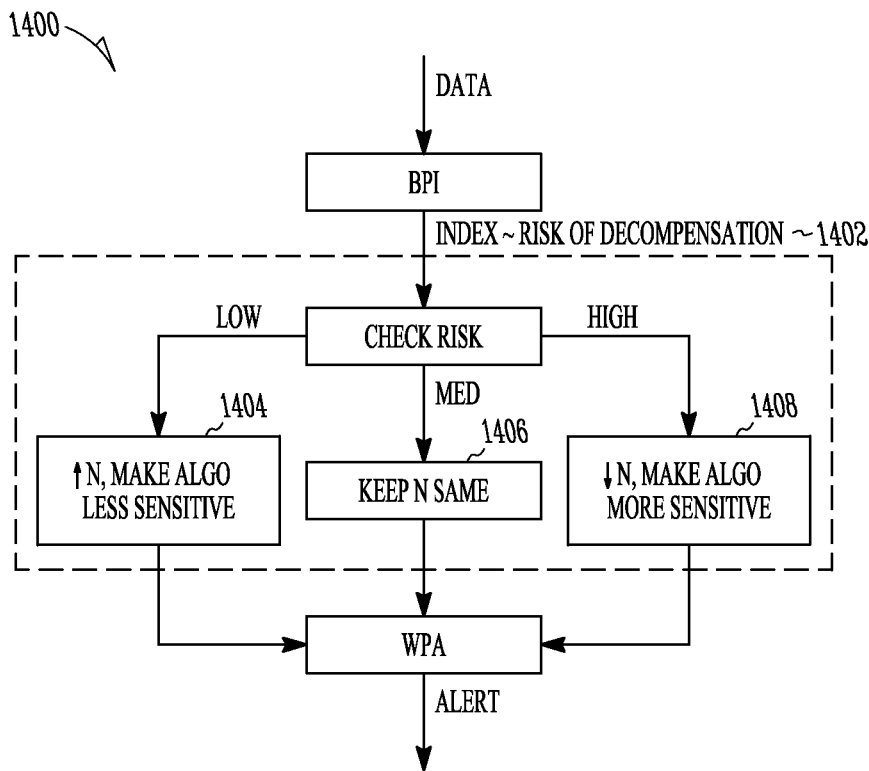 1400
DATA
BPI
INDEX ~ RISK OF DECOMPENSATION ~1402
LOW
CHECK RISK
HIGH
MED
1404
1406
1408
↑ N, MAKE ALGO
LESS SENSITIVE
KEEP N SAME
↓ N, MAKE ALGO
MORE SENSITIVE
WPA
ALERT